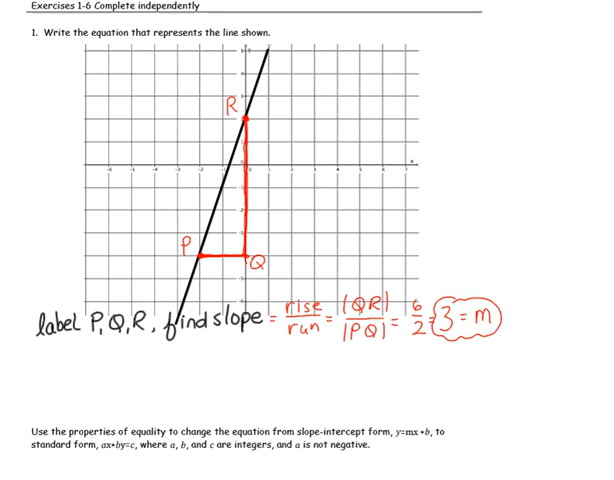 Exercises 1-6 Complete independently
1. Write the equation that represents the line shown.
R
P
Q
label P,Q,R, find slope = rise/run = |QR|/|PQ| = 6/2 = 3 = m
Use the properties of equality to change the equation from slope-intercept form, y=mx+b, to
standard form, ax+by=c, where a, b, and c are integers, and a is not negative.